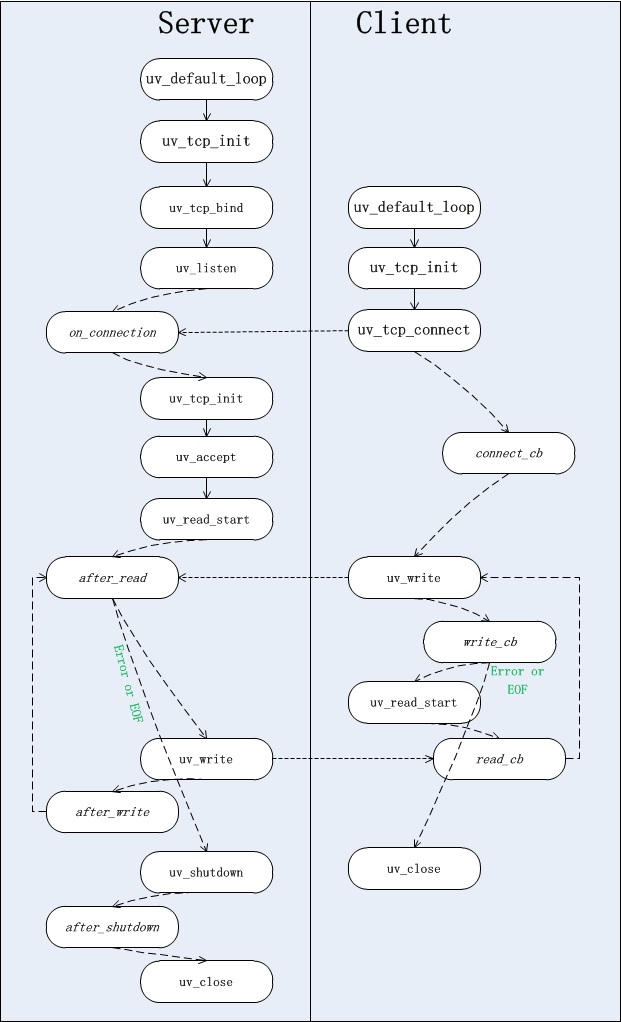 Server
Client
uv_default_loop
uv_tcp_init
uv_tcp_bind
uv_listen
on_connection
uv_tcp_init
uv_accept
uv_read_start
after_read
Error or EOF
uv_write
after_write
uv_shutdown
after_shutdown
uv_close
uv_default_loop
uv_tcp_init
uv_tcp_connect
connect_cb
uv_write
write_cb
Error or
EOF
uv_read_start
read_cb
uv_close